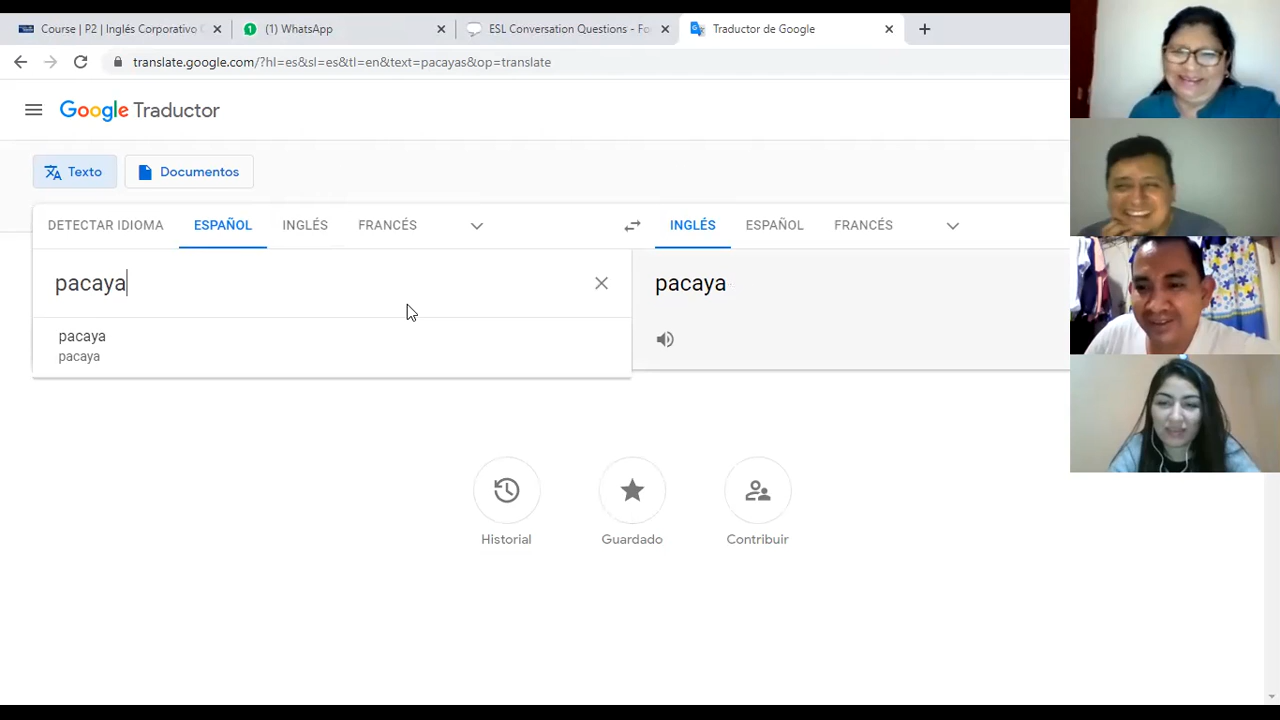 Course | P2 | Inglés Corporativo
(1) WhatsApp
ESL Conversation Questions - Fo
Traductor de Google
translate.google.com/?hl=es&sl=es&tl=en&text=pacayas&op=translate
Google Traductor
Texto
Documentos
DETECTAR IDIOMA ESPAÑOL INGLÉS FRANCÉS
INGLÉS ESPAÑOL FRANCÉS
pacaya
pacaya
pacaya
pacaya
Historial
Guardado
Contribuir